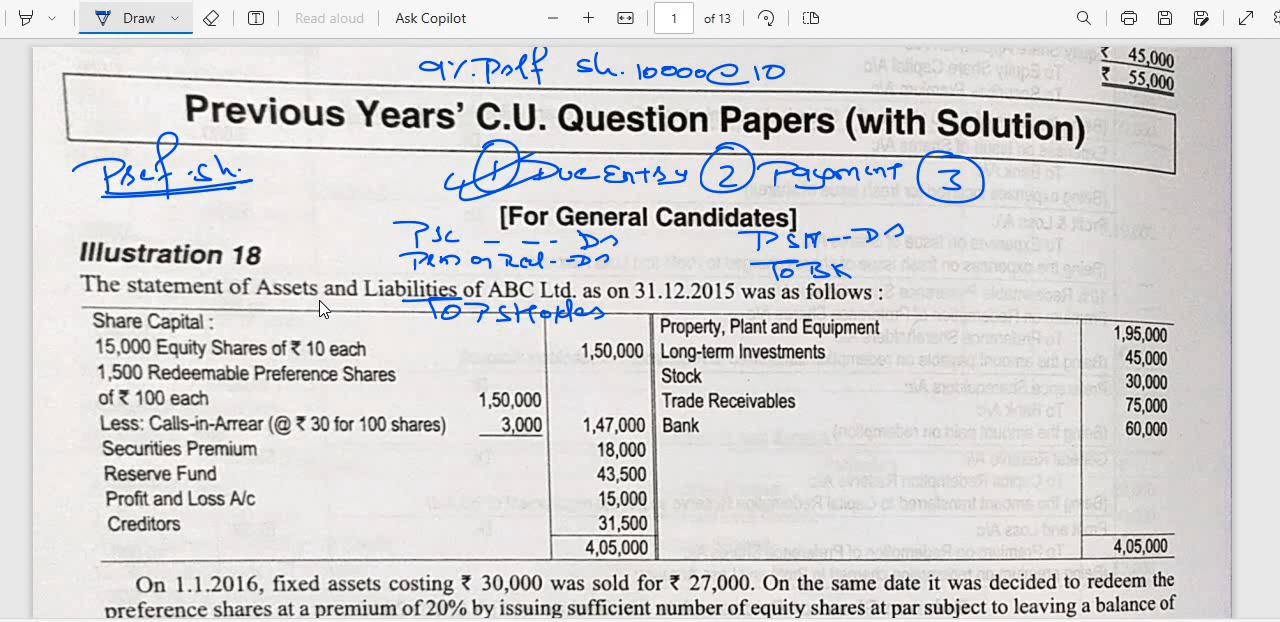 Draw
Read aloud
Ask Copilot
1 of 13
₹ 45,000
₹ 55,000
9% Pref sh. 10000@10
Previous Years' C.U. Question Papers (with Solution)
Pref.sh.
① Due Entry ② Payment ③
[For General Candidates]
PSC --- Dr
PSH --- Dr
To BK
Illustration 18
The statement of Assets and Liabilities of ABC Ltd. as on 31.12.2015 was as follows :
Share Capital :
15,000 Equity Shares of ₹ 10 each 1,50,000
1,500 Redeemable Preference Shares
of ₹ 100 each 1,50,000
Less: Calls-in-Arrear (@ ₹ 30 for 100 shares) 3,000 1,47,000
Securities Premium 18,000
Reserve Fund 43,500
Profit and Loss A/c 15,000
Creditors 31,500
4,05,000
Property, Plant and Equipment 1,95,000
Long-term Investments 45,000
Stock 30,000
Trade Receivables 75,000
Bank 60,000
4,05,000
On 1.1.2016, fixed assets costing ₹ 30,000 was sold for ₹ 27,000. On the same date it was decided to redeem the
preference shares at a premium of 20% by issuing sufficient number of equity shares at par subject to leaving a balance of